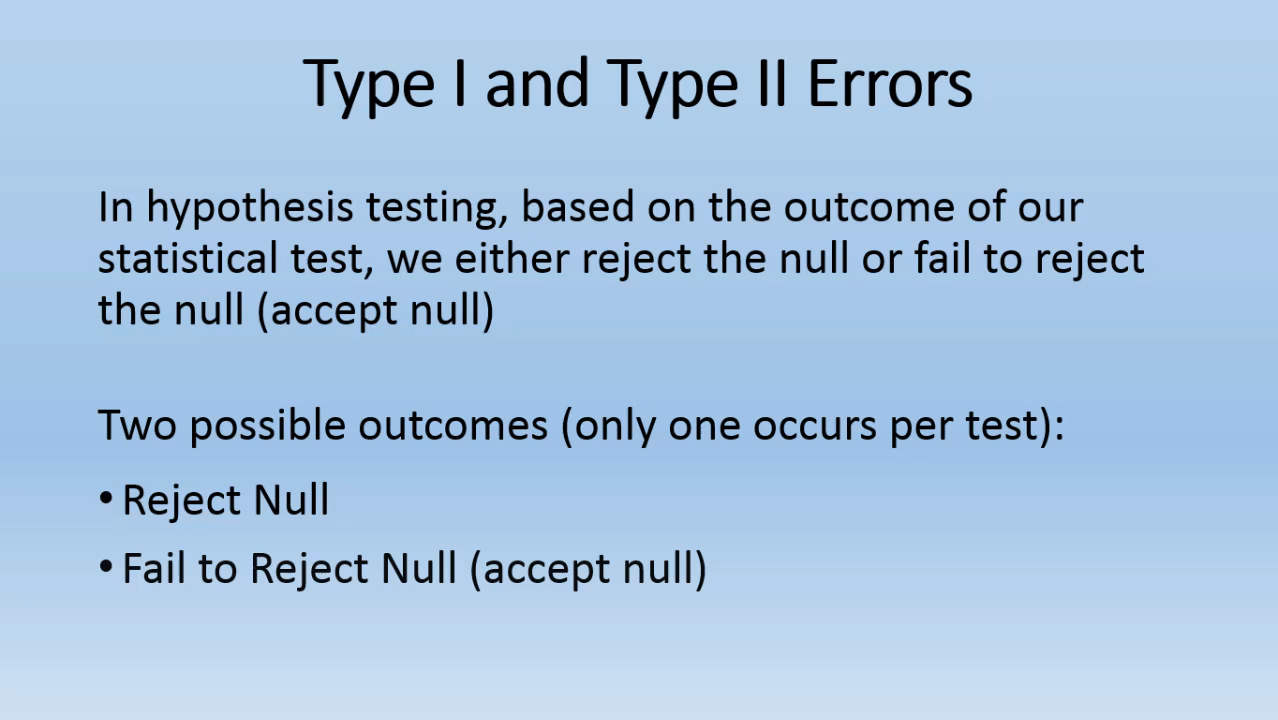 Type I and Type II Errors
In hypothesis testing, based on the outcome of our
statistical test, we either reject the null or fail to reject
the null (accept null)
Two possible outcomes (only one occurs per test):
• Reject Null
• Fail to Reject Null (accept null)